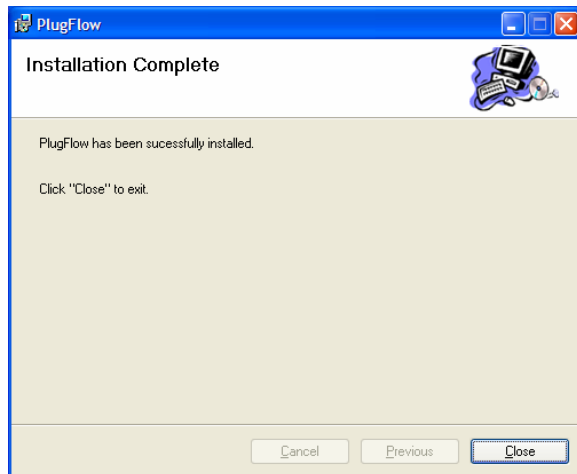 PlugFlow
Installation Complete
PlugFlow has been sucessfully installed.
Click "Close" to exit.
Cancel Previous Close